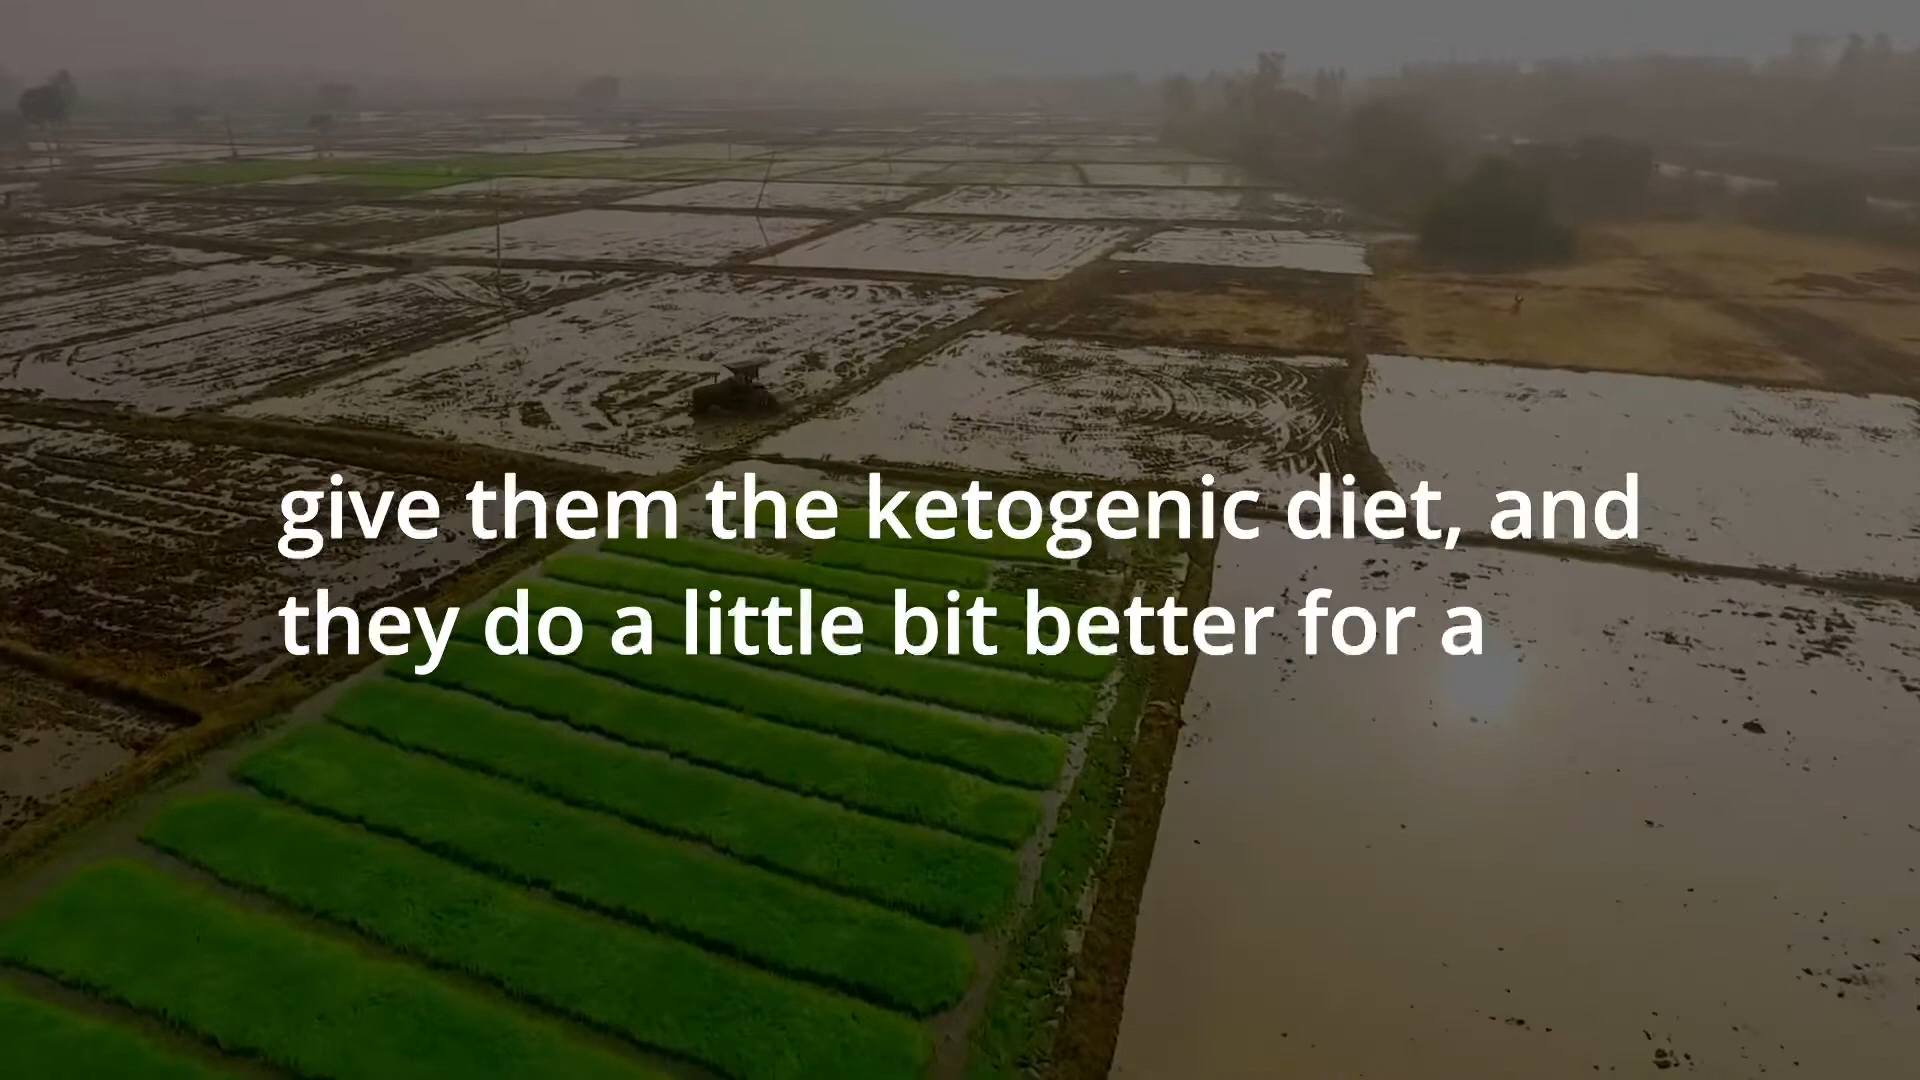 give them the ketogenic diet, and
they do a little bit better for a